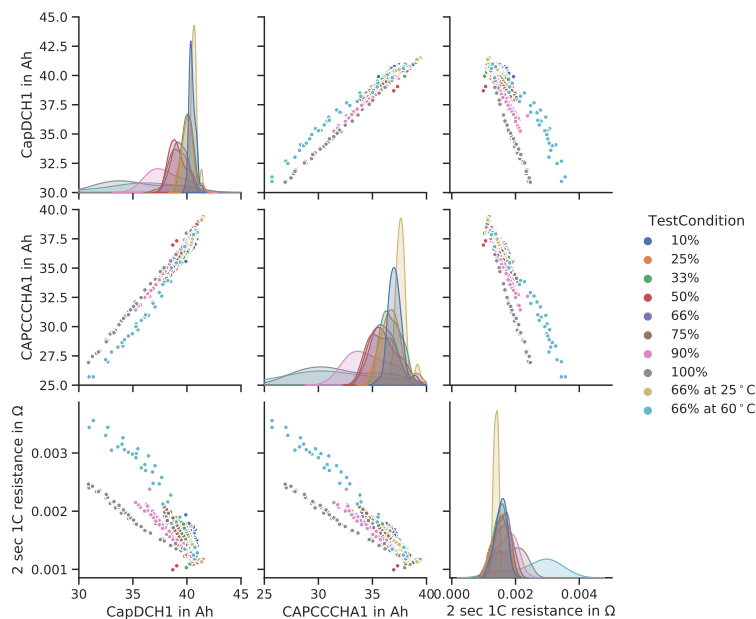 45.0
42.5
40.0
37.5
35.0
32.5
30.0
CapDCH1 in Ah
40.0
37.5
35.0
32.5
30.0
27.5
25.0
CAPCCCHA1 in Ah
0.003
0.002
0.001
2 sec 1C resistance in Ω
30 35 40 45
CapDCH1 in Ah
25 30 35 40
CAPCCCHA1 in Ah
0.000 0.002 0.004
2 sec 1C resistance in Ω
TestCondition
10%
25%
33%
50%
66%
75%
90%
100%
66% at 25°C
66% at 60°C